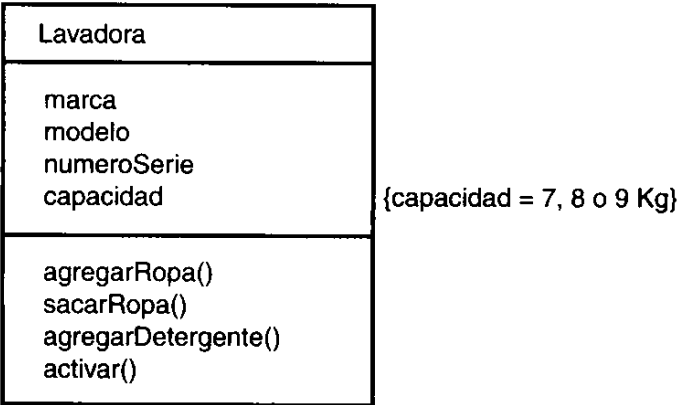 Lavadora
marca
modelo
numeroSerie
capacidad
{capacidad = 7, 8 o 9 Kg}
agregarRopa()
sacarRopa()
agregarDetergente()
activar()